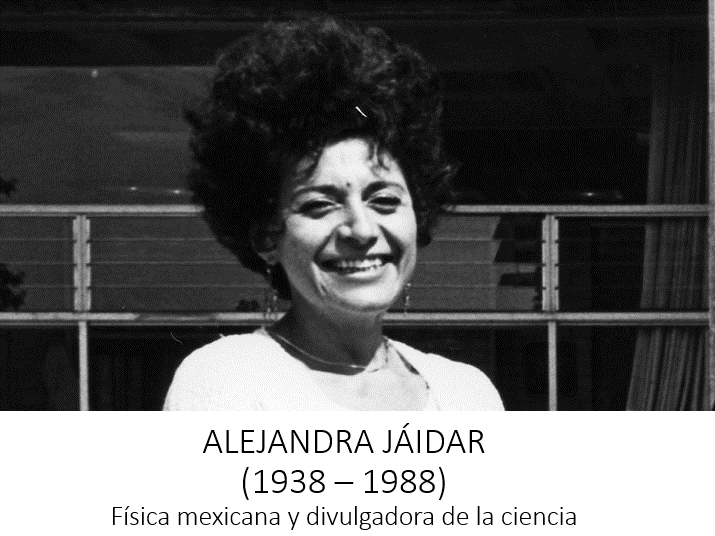 ALEJANDRA JÁIDAR
(1938 – 1988)
Física mexicana y divulgadora de la ciencia